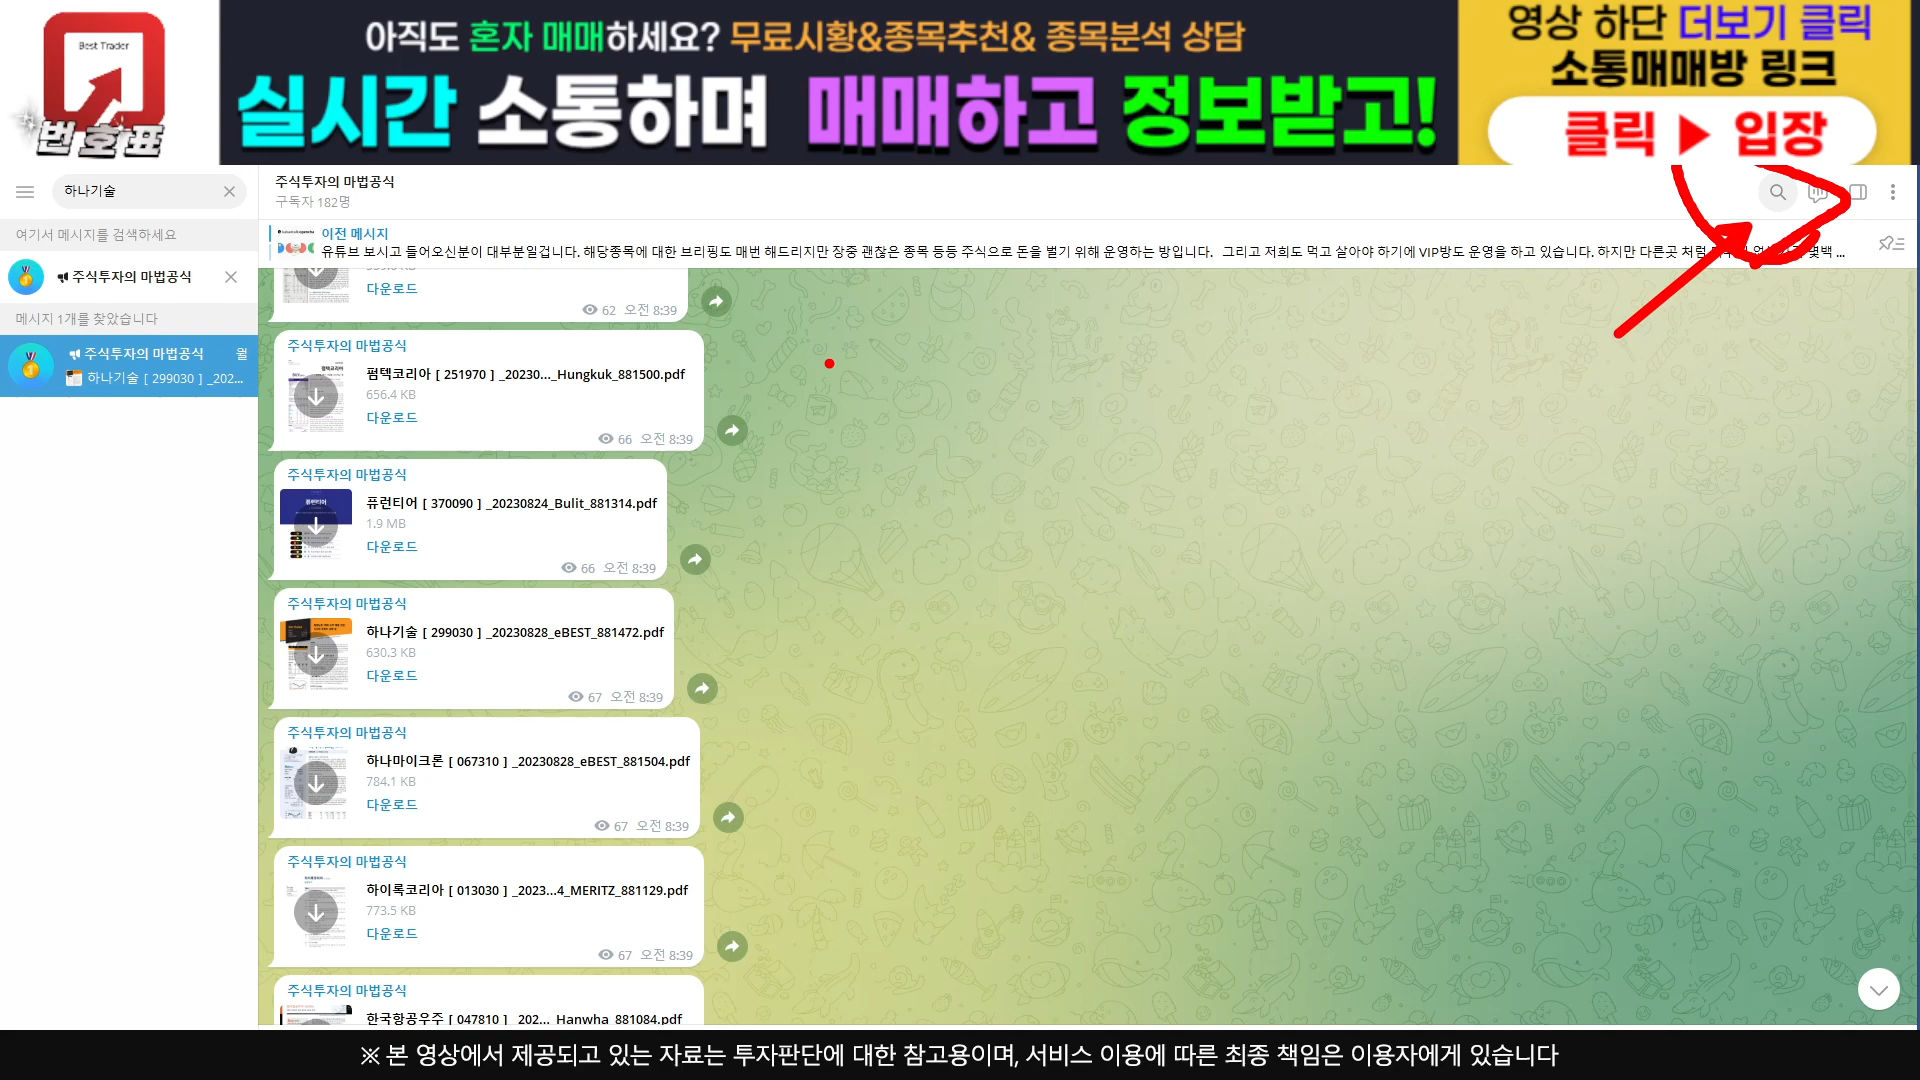 Best Trader
번호표
아직도 혼자 매매하세요? 무료시황&종목추천& 종목분석 상담
실시간 소통하며 매매하고 정보받고!
영상 하단 더보기 클릭
소통매매방 링크
클릭 ▶ 입장
하나기술
여기서 메시지를 검색하세요
주식투자의 마법공식
메시지 1개를 찾았습니다
주식투자의 마법공식 월
하나기술 [ 299030 ] _202...
주식투자의 마법공식
구독자 182명
이전 메시지
유튜브 보시고 들어오신분이 대부분일겁니다. 해당종목에 대한 브리핑도 매번 해드리지만 장중 괜찮은 종목 등등 주식으로 돈을 벌기 위해 운영하는 방입니다. 그리고 저희도 먹고 살아야 하기에 VIP방도 운영을 하고 있습니다. 하지만 다른곳 처럼 몇백 ...
다운로드
62 오전 8:39
주식투자의 마법공식
펌텍코리아 [ 251970 ] _20230..._Hungkuk_881500.pdf
656.4 KB
다운로드
66 오전 8:39
주식투자의 마법공식
퓨런티어 [ 370090 ] _20230824_Bulit_881314.pdf
1.9 MB
다운로드
66 오전 8:39
주식투자의 마법공식
하나기술 [ 299030 ] _20230828_eBEST_881472.pdf
630.3 KB
다운로드
67 오전 8:39
주식투자의 마법공식
하나마이크론 [ 067310 ] _20230828_eBEST_881504.pdf
784.1 KB
다운로드
67 오전 8:39
주식투자의 마법공식
하이록코리아 [ 013030 ] _2023...4_MERITZ_881129.pdf
773.5 KB
다운로드
67 오전 8:39
주식투자의 마법공식
한국항공우주 [ 047810 ] _202..._Hanwha_881084.pdf
※ 본 영상에서 제공되고 있는 자료는 투자판단에 대한 참고용이며, 서비스 이용에 따른 최종 책임은 이용자에게 있습니다